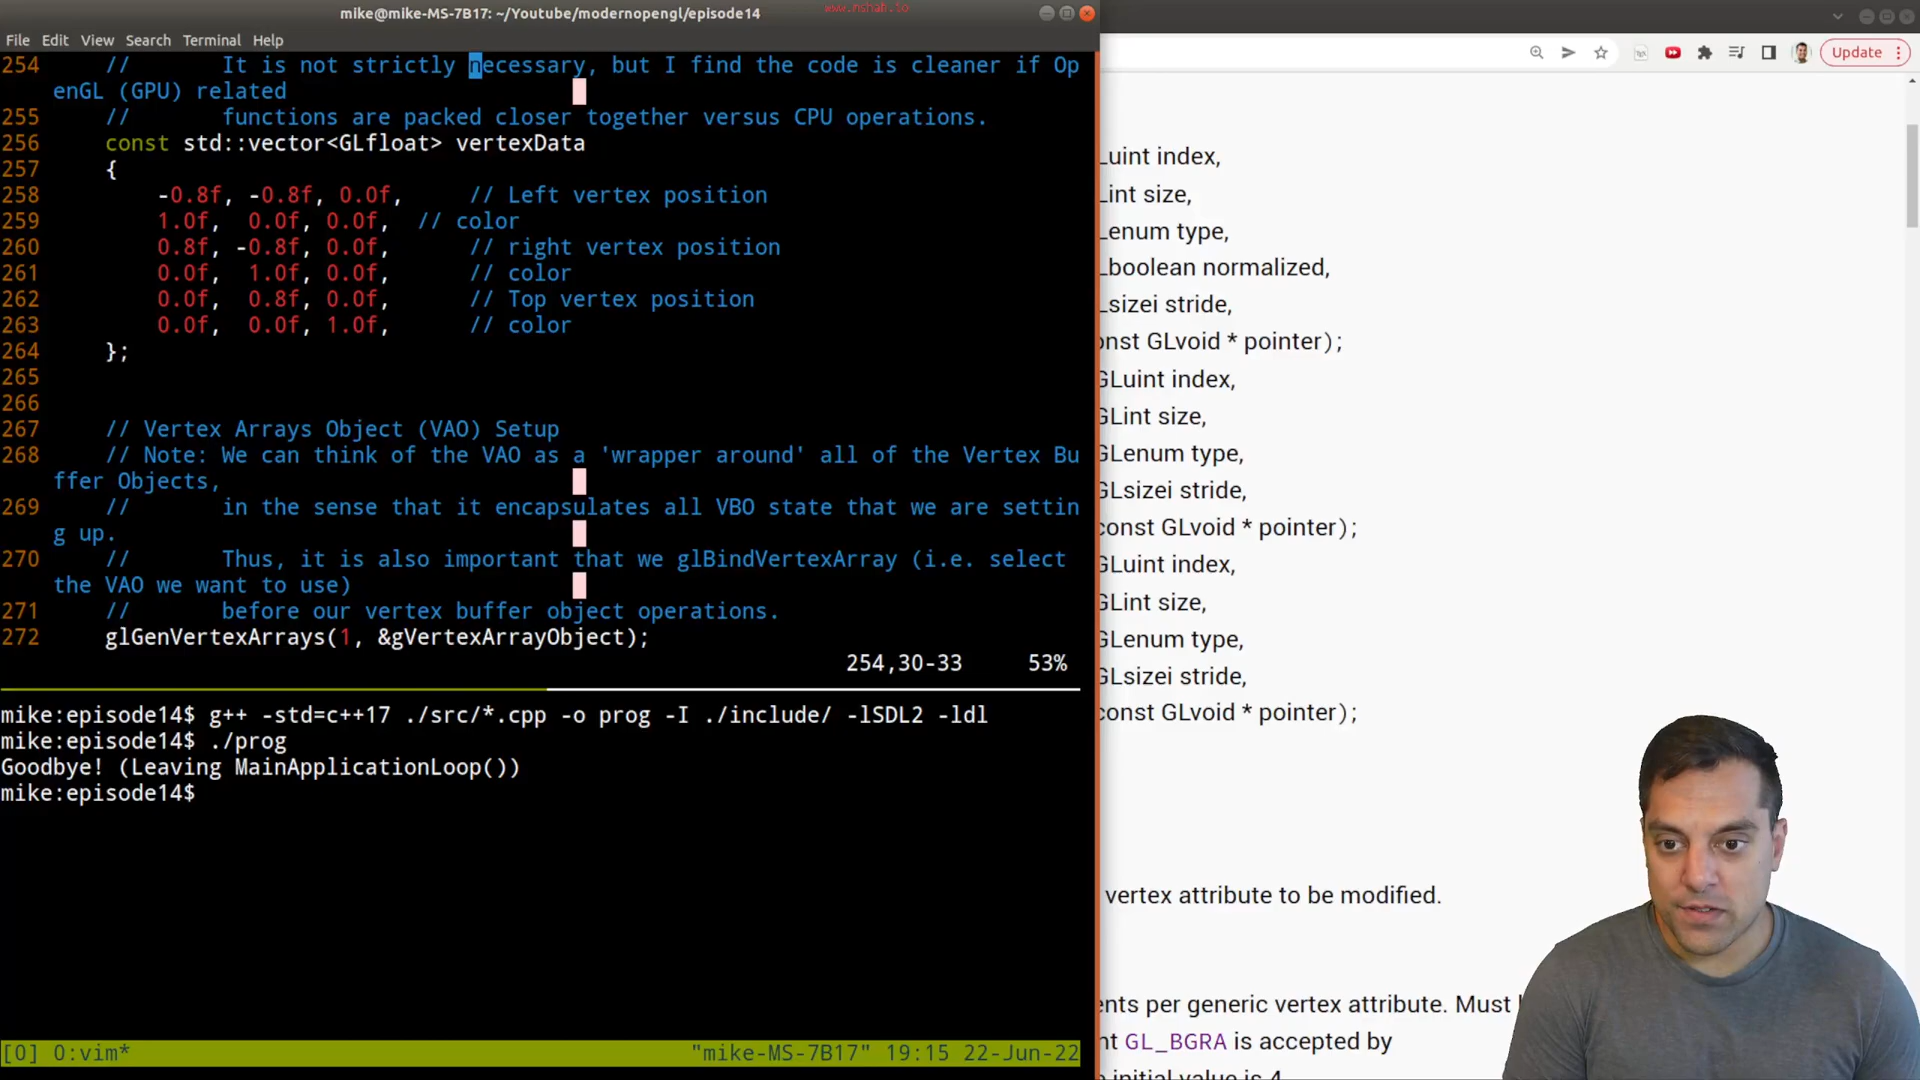 mike@mike-MS-7B17: ~/Youtube/modernopengl/episode14
www.mshah.io
File Edit View Search Terminal Help
254 // It is not strictly necessary, but I find the code is cleaner if Op
enGL (GPU) related
255 // functions are packed closer together versus CPU operations.
256 const std::vector<GLfloat> vertexData
257 {
258 -0.8f, -0.8f, 0.0f, // Left vertex position
259 1.0f, 0.0f, 0.0f, // color
260 0.8f, -0.8f, 0.0f, // right vertex position
261 0.0f, 1.0f, 0.0f, // color
262 0.0f, 0.8f, 0.0f, // Top vertex position
263 0.0f, 0.0f, 1.0f, // color
264 };
265
266
267 // Vertex Arrays Object (VAO) Setup
268 // Note: We can think of the VAO as a 'wrapper around' all of the Vertex Bu
ffer Objects,
269 // in the sense that it encapsulates all VBO state that we are settin
g up.
270 // Thus, it is also important that we glBindVertexArray (i.e. select
the VAO we want to use)
271 // before our vertex buffer object operations.
272 glGenVertexArrays(1, &gVertexArrayObject);
254,30-33 53%
mike:episode14$ g++ -std=c++17 ./src/*.cpp -o prog -I ./include/ -lSDL2 -ldl
mike:episode14$ ./prog
Goodbye! (Leaving MainApplicationLoop())
mike:episode14$
[0] 0:vim* "mike-MS-7B17" 19:15 22-Jun-22
Update
Luint index,
Lint size,
Lenum type,
Lboolean normalized,
Lsizei stride,
onst GLvoid * pointer);
GLuint index,
GLint size,
GLenum type,
GLsizei stride,
const GLvoid * pointer);
GLuint index,
GLint size,
GLenum type,
GLsizei stride,
const GLvoid * pointer);
vertex attribute to be modified.
ents per generic vertex attribute. Must
nt GL_BGRA is accepted by
initial value is 4